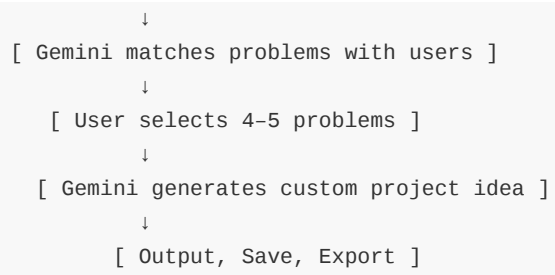 ↓
[ Gemini matches problems with users ]
↓
[ User selects 4–5 problems ]
↓
[ Gemini generates custom project idea ]
↓
[ Output, Save, Export ]